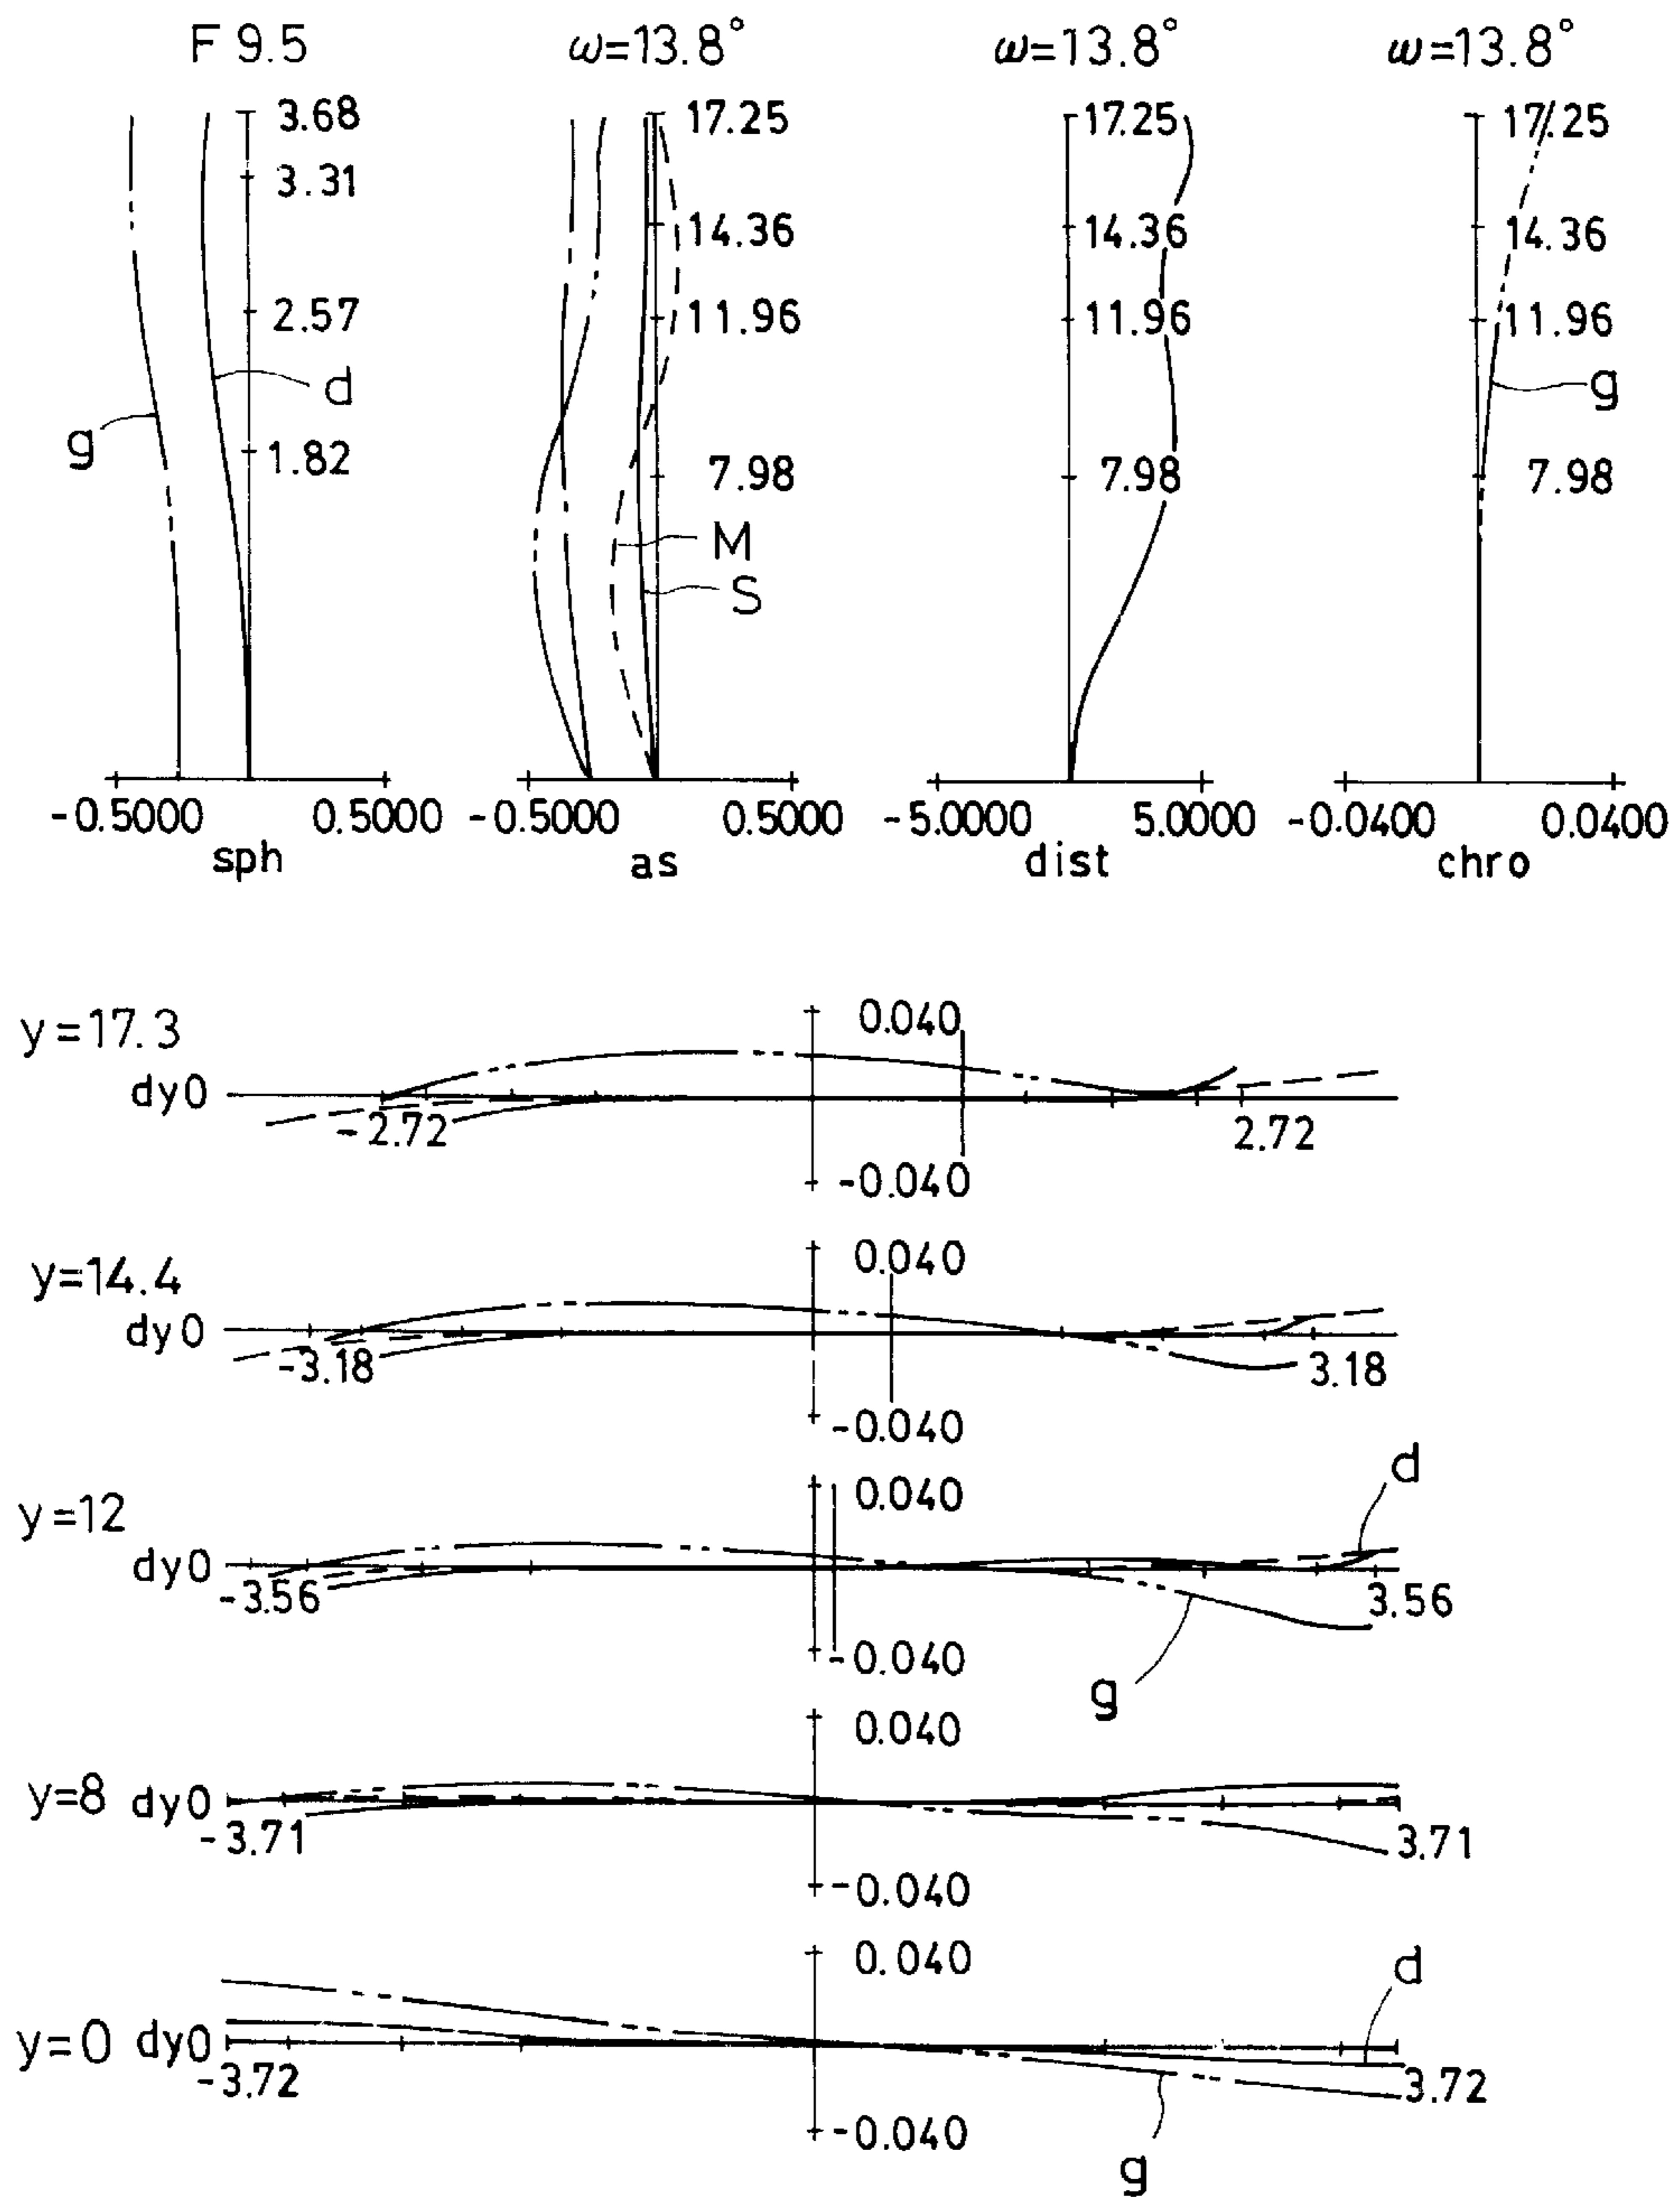 F 9.5
ω=13.8°
ω=13.8°
ω=13.8°
3.68
3.31
2.57
1.82
g
d
-0.5000 0.5000
sph
17.25
14.36
11.96
7.98
M
S
-0.5000 0.5000
as
17.25
14.36
11.96
7.98
-5.0000 5.0000
dist
17.25
14.36
11.96
g
7.98
-0.0400 0.0400
chro
y=17.3
0.040
dy0
-2.72 2.72
-0.040
y=14.4
0.040
dy0
-3.18 3.18
-0.040
d
y=12
0.040
dy0
-3.56 3.56
-0.040
g
0.040
y=8 dy0
-3.71 3.71
-0.040
0.040
d
y=0 dy0
-3.72 3.72
-0.040
g